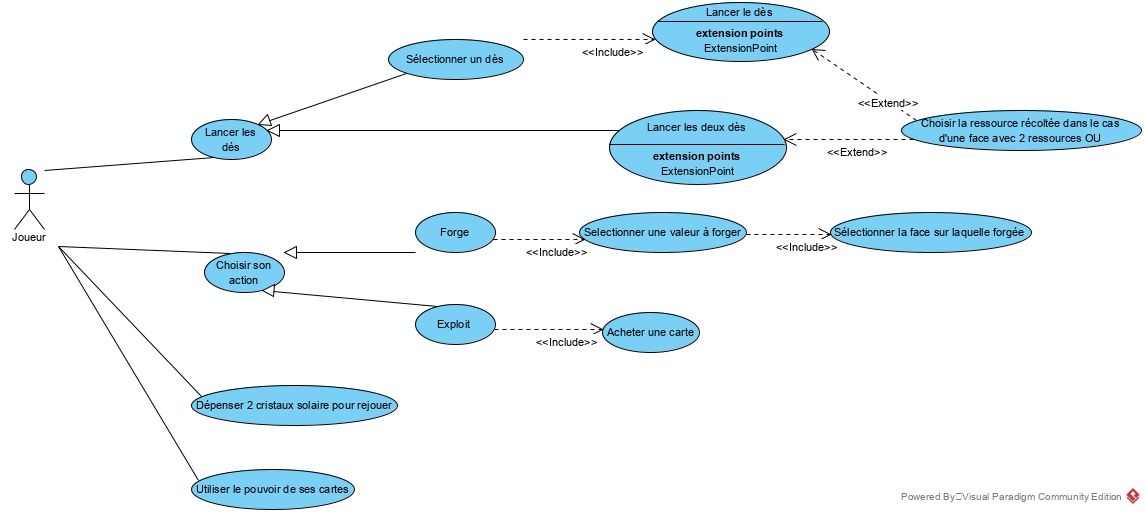 Lancer le dès
extension points
ExtensionPoint
Sélectionner un dès
<<Include>>
<<Extend>>
Lancer les
dés
Lancer les deux dès
extension points
ExtensionPoint
<<Extend>>
Choisir la ressource récoltée dans le cas
d'une face avec 2 ressources OU
Joueur
Forge
<<Include>>
Selectionner une valeur à forger
<<Include>>
Sélectionner la face sur laquelle forgée
Choisir son
action
Exploit
<<Include>>
Acheter une carte
Dépenser 2 cristaux solaire pour rejouer
Utiliser le pouvoir de ses cartes
Powered By Visual Paradigm Community Edition